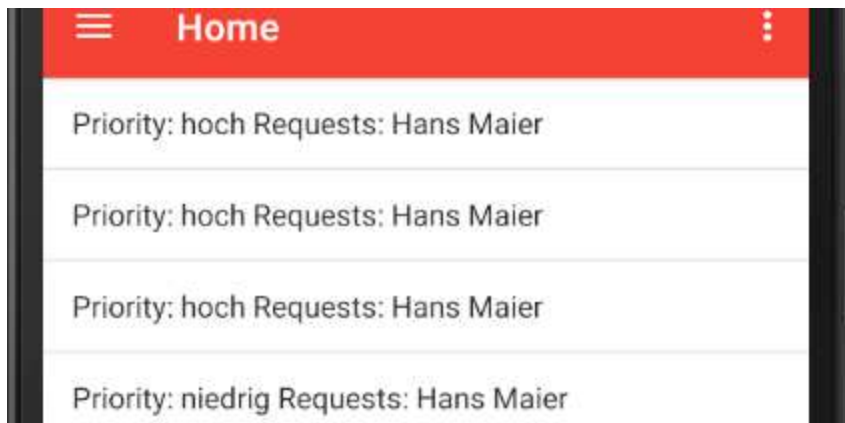 Home
Priority: hoch Requests: Hans Maier
Priority: hoch Requests: Hans Maier
Priority: hoch Requests: Hans Maier
Priority: niedrig Requests: Hans Maier